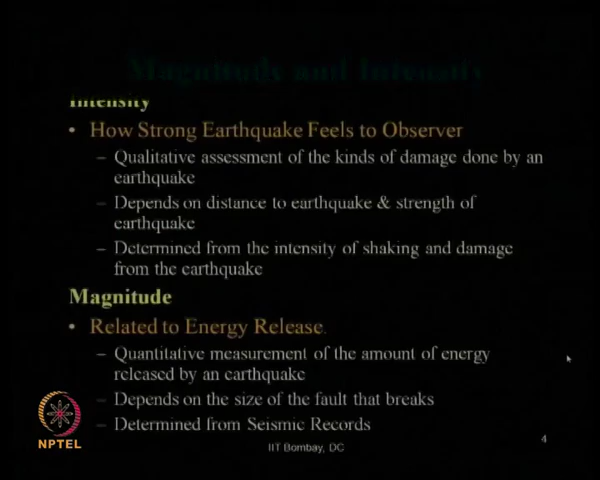 Magnitude and Intensity
Intensity
• How Strong Earthquake Feels to Observer
– Qualitative assessment of the kinds of damage done by an
earthquake
– Depends on distance to earthquake & strength of
earthquake
– Determined from the intensity of shaking and damage
from the earthquake
Magnitude
• Related to Energy Release.
– Quantitative measurement of the amount of energy
released by an earthquake
– Depends on the size of the fault that breaks
– Determined from Seismic Records
NPTEL
IIT Bombay, DC
4